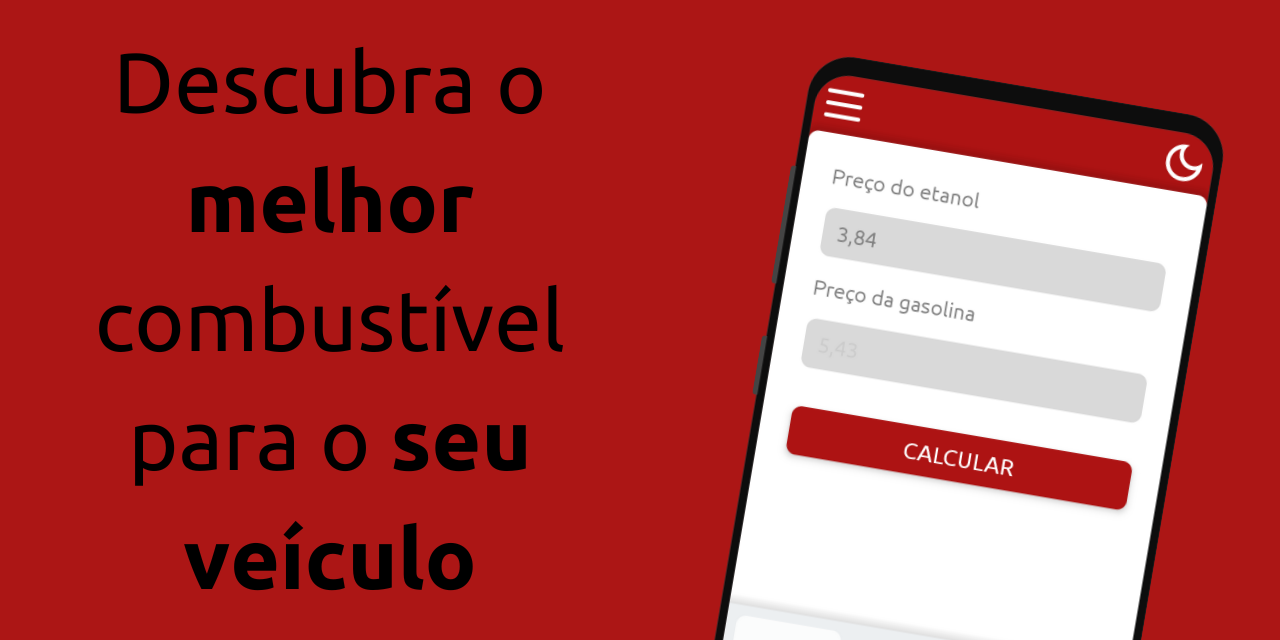 Descubra o
melhor
combustível
para o seu
veículo
Preço do etanol
3,84
Preço da gasolina
5,43
CALCULAR